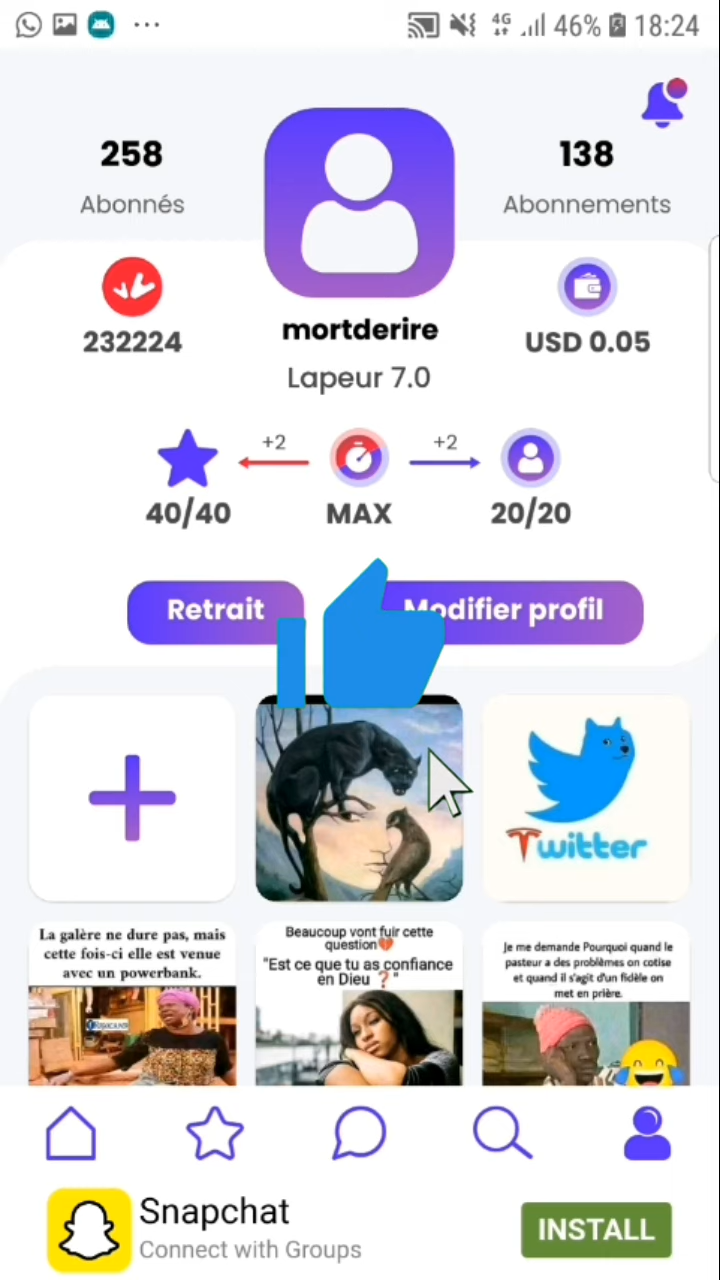 4G 46% 18:24
258
Abonnés
138
Abonnements
232224
mortderire
USD 0.05
Lapeur 7.0
+2
+2
40/40
MAX
20/20
Retrait
Modifier profil
Twitter
La galère ne dure pas, mais
cette fois-ci elle est venue
avec un powerbank.
Beaucoup vont fuir cette
question💔
"Est ce que tu as confiance
en Dieu ❓"
Je me demande Pourquoi quand le
pasteur a des problèmes on cotise
et quand il s'agit d'un fidèle on
met en prière.
Snapchat
Connect with Groups
INSTALL